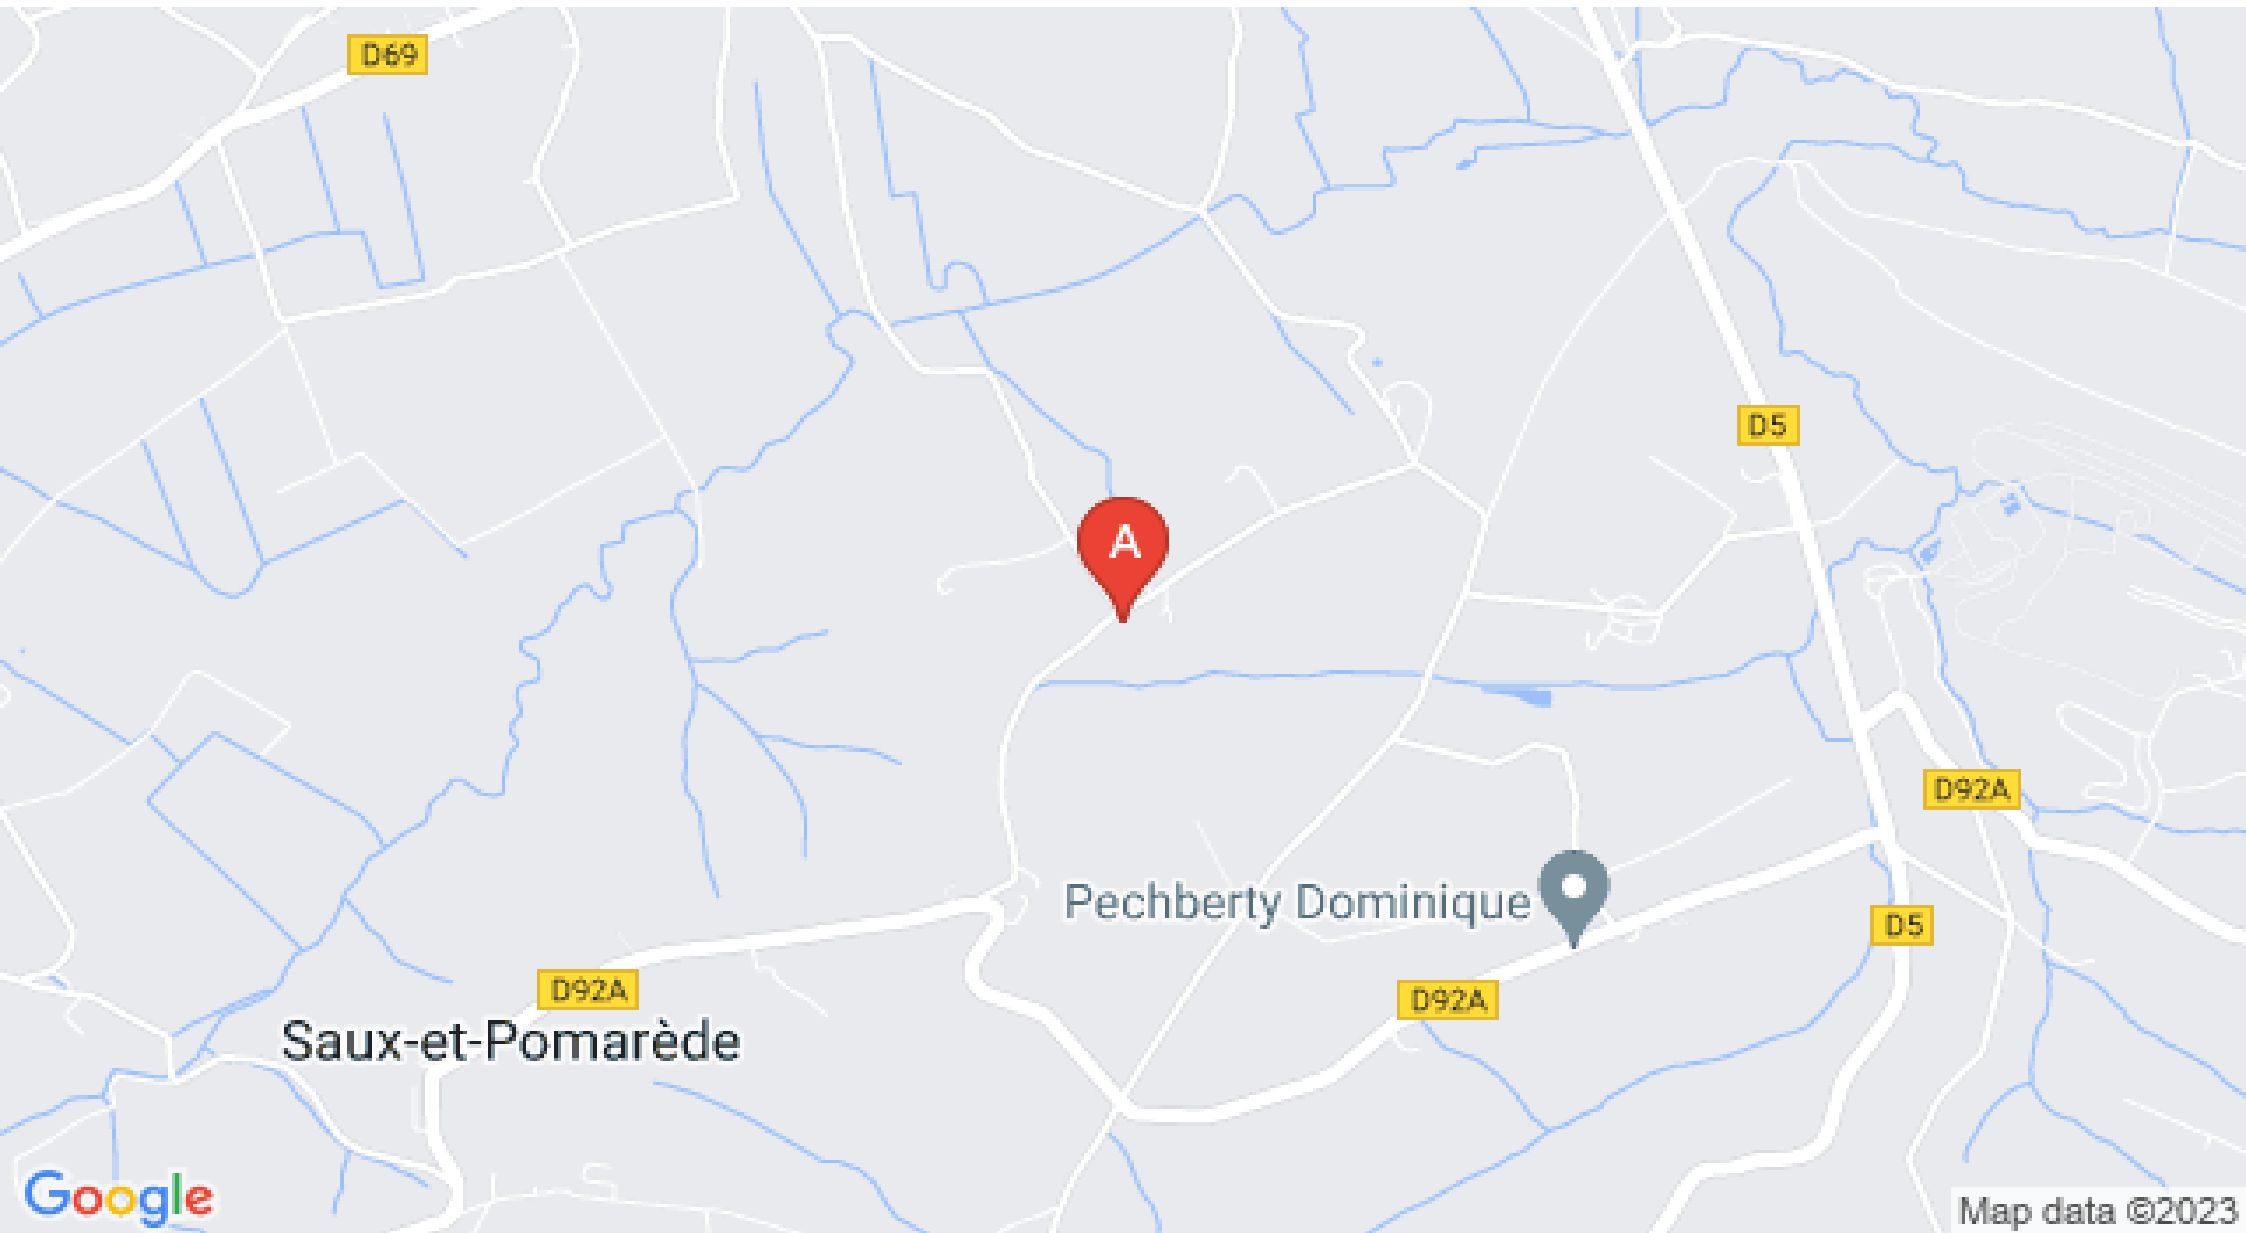 D69
D5
A
D92A
Pechberty Dominique
D5
D92A
D92A
Saux-et-Pomarède
Google
Map data ©2023